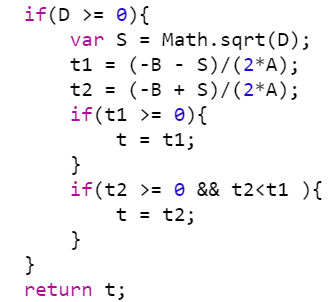 if(D >= 0){
    var S = Math.sqrt(D);
    t1 = (-B - S)/(2*A);
    t2 = (-B + S)/(2*A);
    if(t1 >= 0){
        t = t1;
    }
    if(t2 >= 0 && t2<t1 ){
        t = t2;
    }
}
return t;